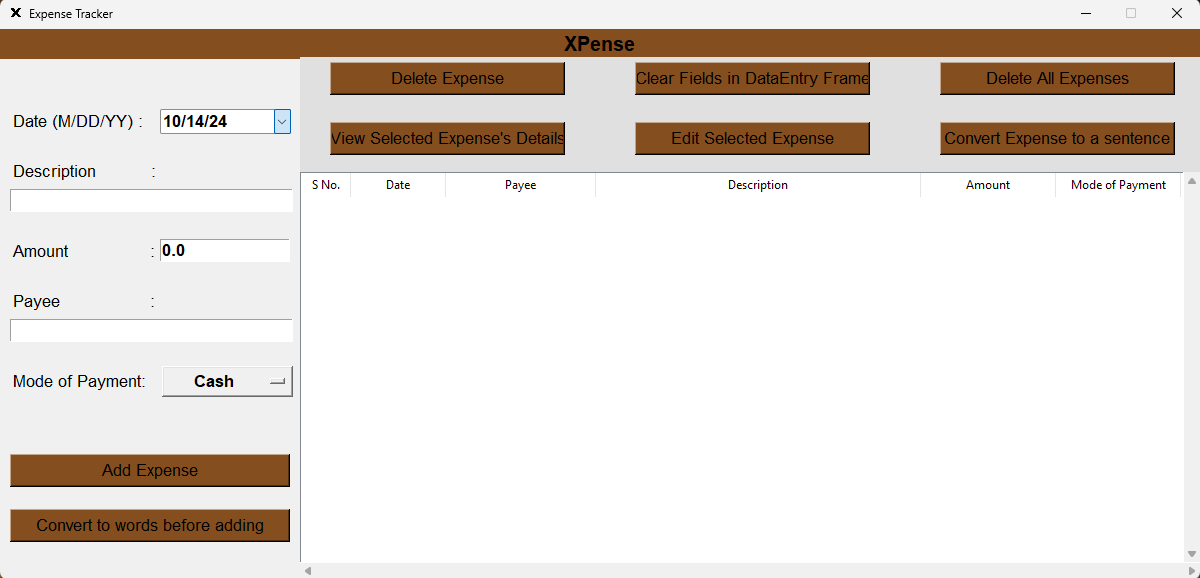 Expense Tracker
XPense
Date (M/DD/YY) : 10/14/24
Description :
Amount : 0.0
Payee :
Mode of Payment: Cash
Add Expense
Convert to words before adding
Delete Expense Clear Fields in DataEntry Frame Delete All Expenses
View Selected Expense's Details Edit Selected Expense Convert Expense to a sentence
S No. Date Payee Description Amount Mode of Payment